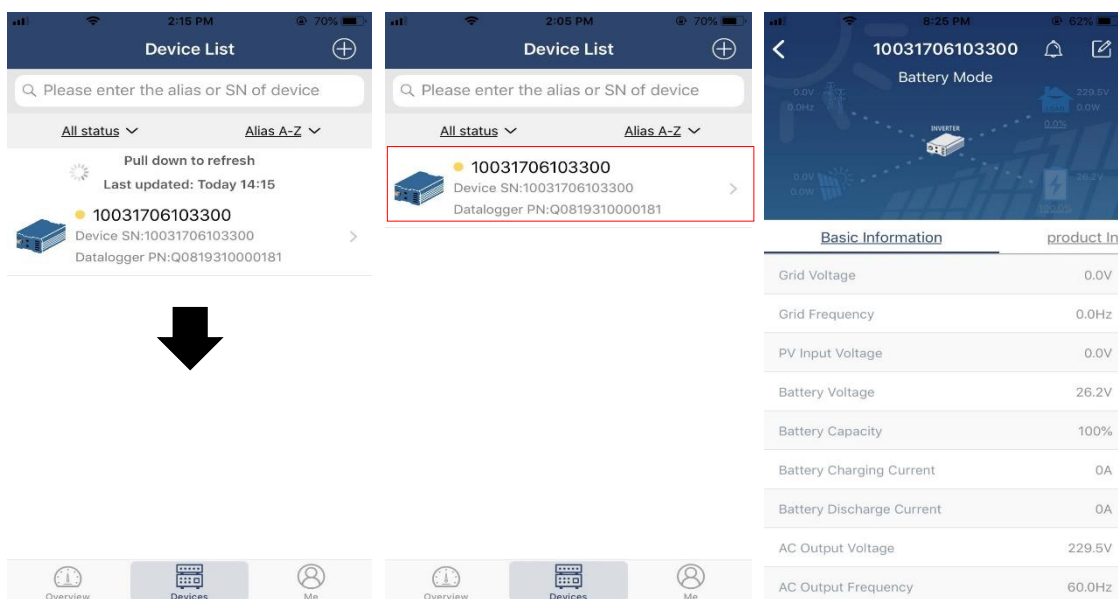 2:15 PM
70%
Device List
Please enter the alias or SN of device
All status
Alias A-Z
Pull down to refresh
Last updated: Today 14:15
10031706103300
Device SN:10031706103300
Datalogger PN:Q0819310000181
Overview
Devices
Me
2:05 PM
70%
Device List
Please enter the alias or SN of device
All status
Alias A-Z
10031706103300
Device SN:10031706103300
Datalogger PN:Q0819310000181
Overview
Devices
Me
8:25 PM
62%
10031706103300
Battery Mode
0.0V
0.0Hz
229.5V
0.0W
0.0%
INVERTER
0.0V
0.0W
26.2V
Basic Information
product In
Grid Voltage 0.0V
Grid Frequency 0.0Hz
PV Input Voltage 0.0V
Battery Voltage 26.2V
Battery Capacity 100%
Battery Charging Current 0A
Battery Discharge Current 0A
AC Output Voltage 229.5V
AC Output Frequency 60.0Hz